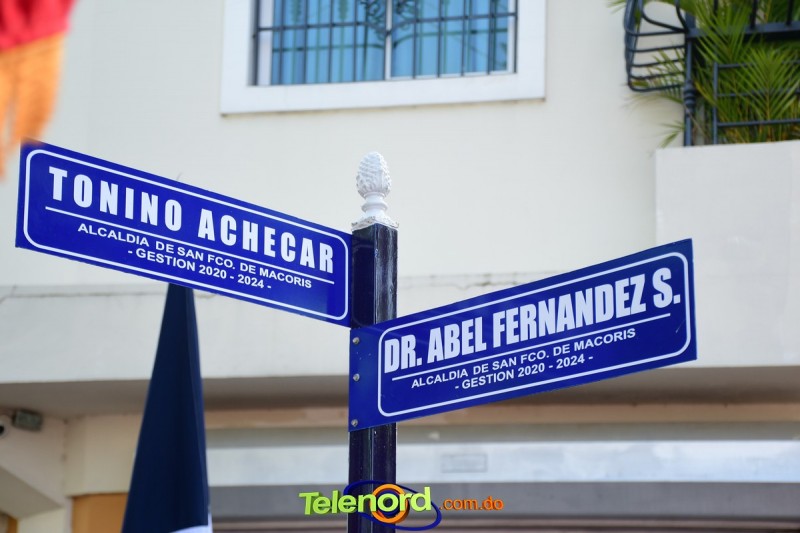 TONINO ACHECAR
ALCALDIA DE SAN FCO. DE MACORIS
- GESTION 2020 - 2024 -
DR. ABEL FERNANDEZ S.
ALCALDIA DE SAN FCO. DE MACORIS
- GESTION 2020 - 2024 -
Telenord.com.do